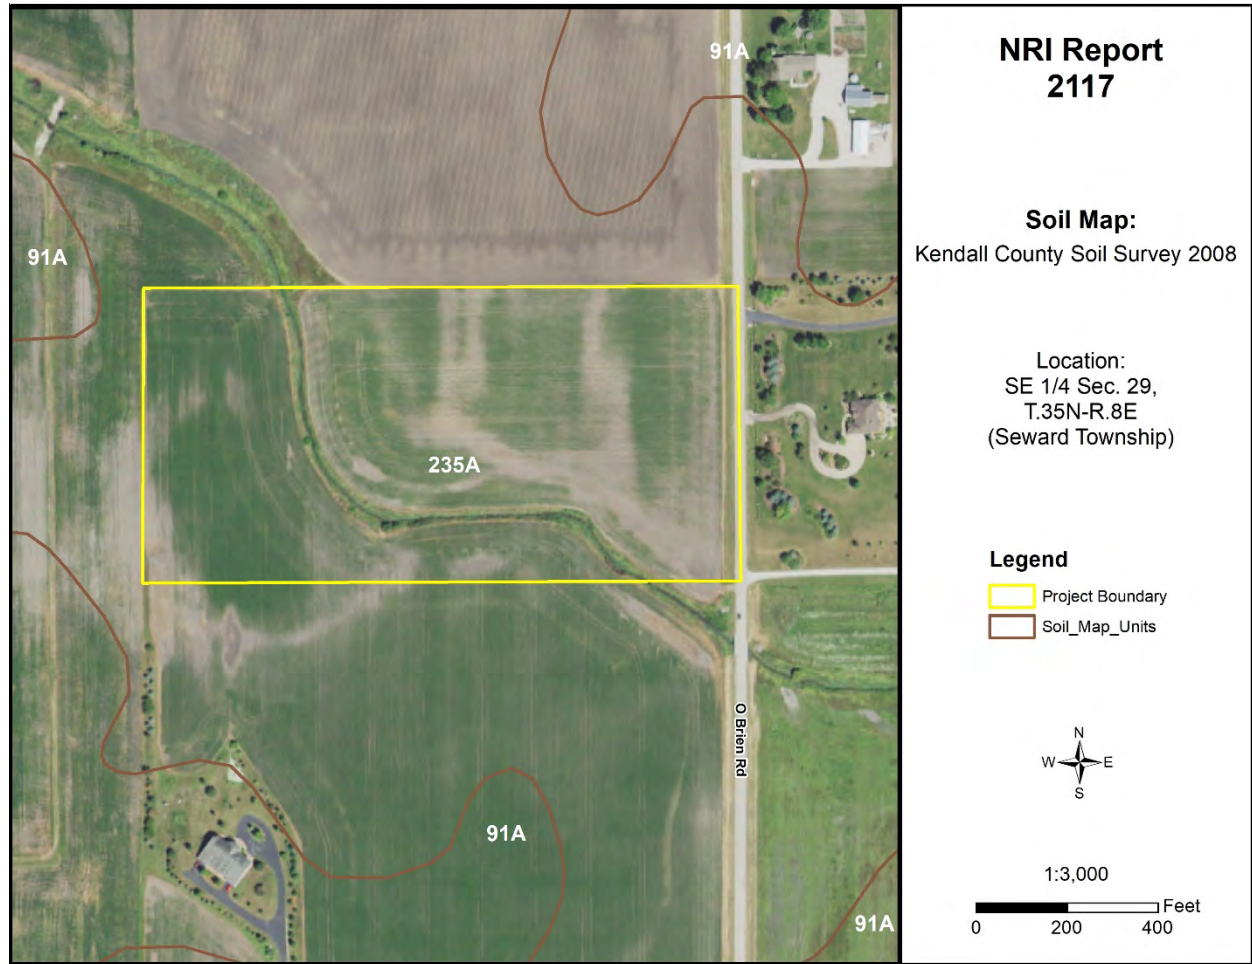 91A
91A
235A
O Brien Rd
91A
91A
NRI Report
2117
Soil Map:
Kendall County Soil Survey 2008
Location:
SE 1/4 Sec. 29,
T.35N-R.8E
(Seward Township)
Legend
Project Boundary
Soil_Map_Units
N
W E
S
1:3,000
Feet
0 200 400